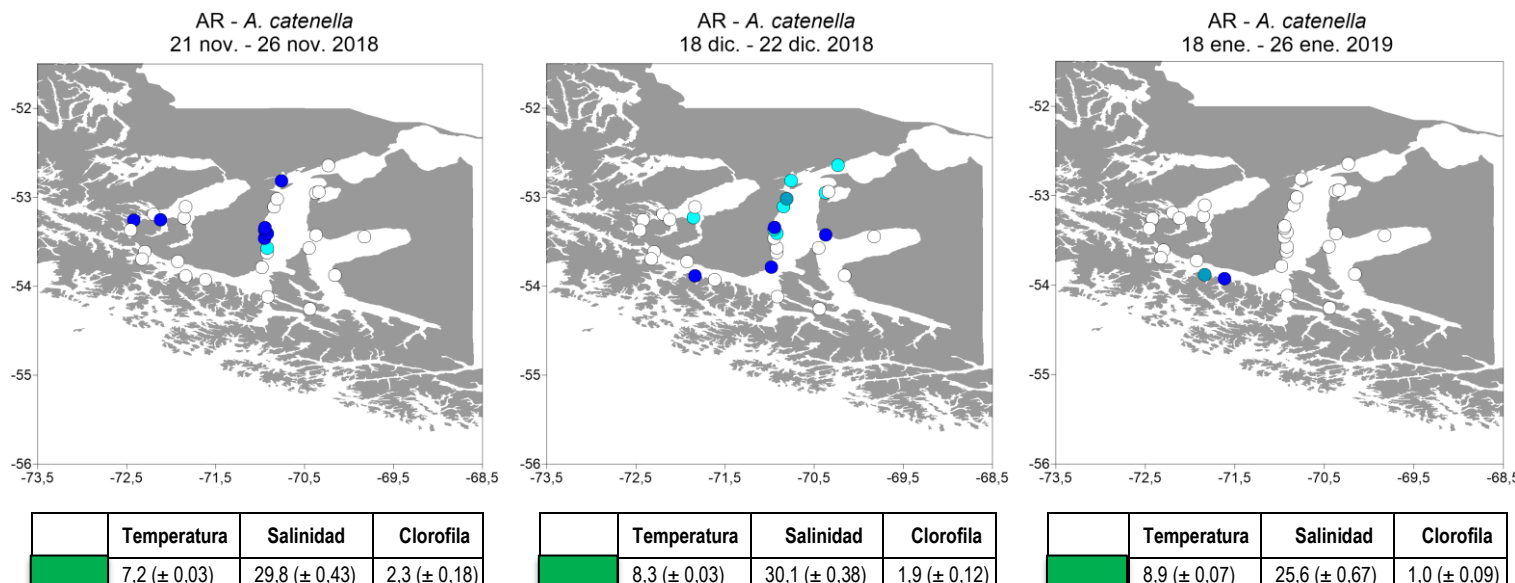 AR - A. catenella
21 nov. - 26 nov. 2018
-52
-53
-54
-55
-56
-73,5 -72,5 -71,5 -70,5 -69,5 -68,5
Temperatura Salinidad Clorofila
7,2 (± 0,03) 29,8 (± 0,43) 2,3 (± 0,18)
AR - A. catenella
18 dic. - 22 dic. 2018
-52
-53
-54
-55
-56
-73,5 -72,5 -71,5 -70,5 -69,5 -68,5
Temperatura Salinidad Clorofila
8,3 (± 0,03) 30,1 (± 0,38) 1,9 (± 0,12)
AR - A. catenella
18 ene. - 26 ene. 2019
-52
-53
-54
-55
-56
-73,5 -72,5 -71,5 -70,5 -69,5 -68,5
Temperatura Salinidad Clorofila
8,9 (± 0,07) 25,6 (± 0,67) 1,0 (± 0,09)